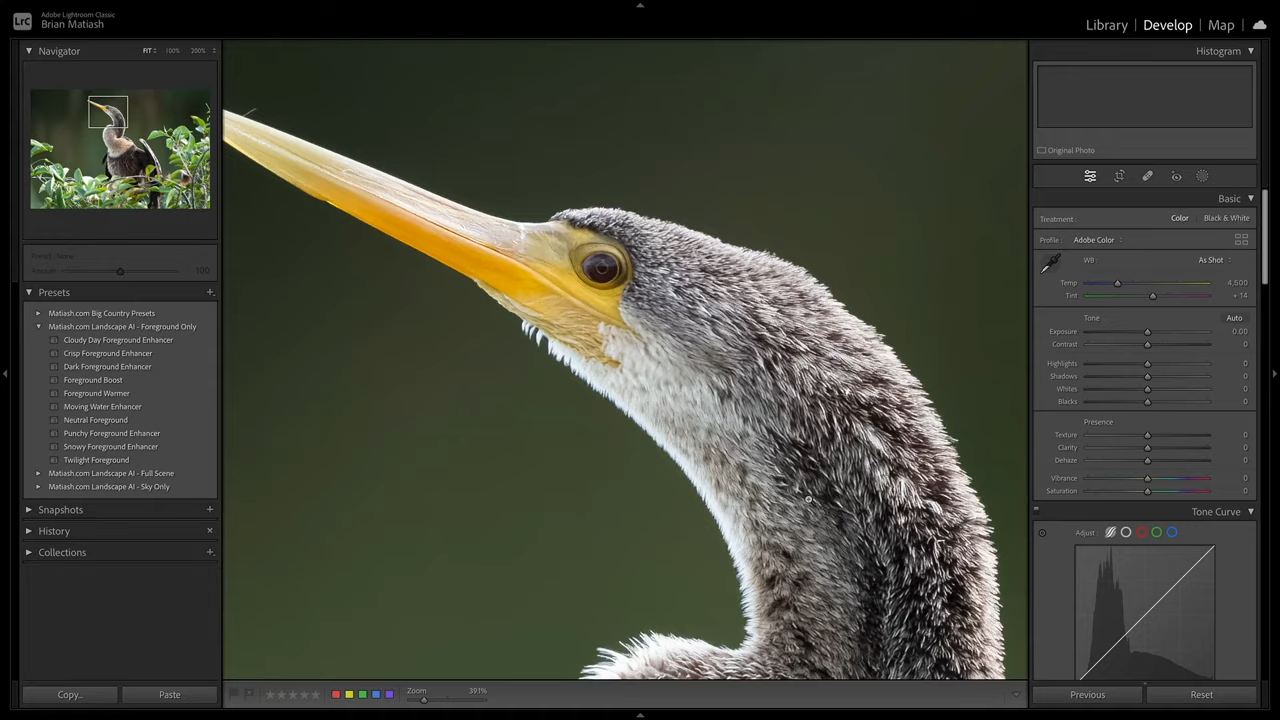 LrC
Adobe Lightroom Classic
Brian Matiash
Library | Develop | Map
Navigator
FIT
100%
200%
Preset : None
Amount
100
Presets
Matiash.com Big Country Presets
Matiash.com Landscape AI - Foreground Only
Cloudy Day Foreground Enhancer
Crisp Foreground Enhancer
Dark Foreground Enhancer
Foreground Boost
Foreground Warmer
Moving Water Enhancer
Neutral Foreground
Punchy Foreground Enhancer
Snowy Foreground Enhancer
Twilight Foreground
Matiash.com Landscape AI - Full Scene
Matiash.com Landscape AI - Sky Only
Snapshots
History
Collections
Copy...
Paste
Zoom
391%
Histogram
Original Photo
Basic
Treatment :
Color
Black & White
Profile :
Adobe Color
WB :
As Shot
Temp
4,500
Tint
+ 14
Tone
Auto
Exposure
0.00
Contrast
0
Highlights
0
Shadows
0
Whites
0
Blacks
0
Presence
Texture
0
Clarity
0
Dehaze
0
Vibrance
0
Saturation
0
Tone Curve
Adjust
Previous
Reset